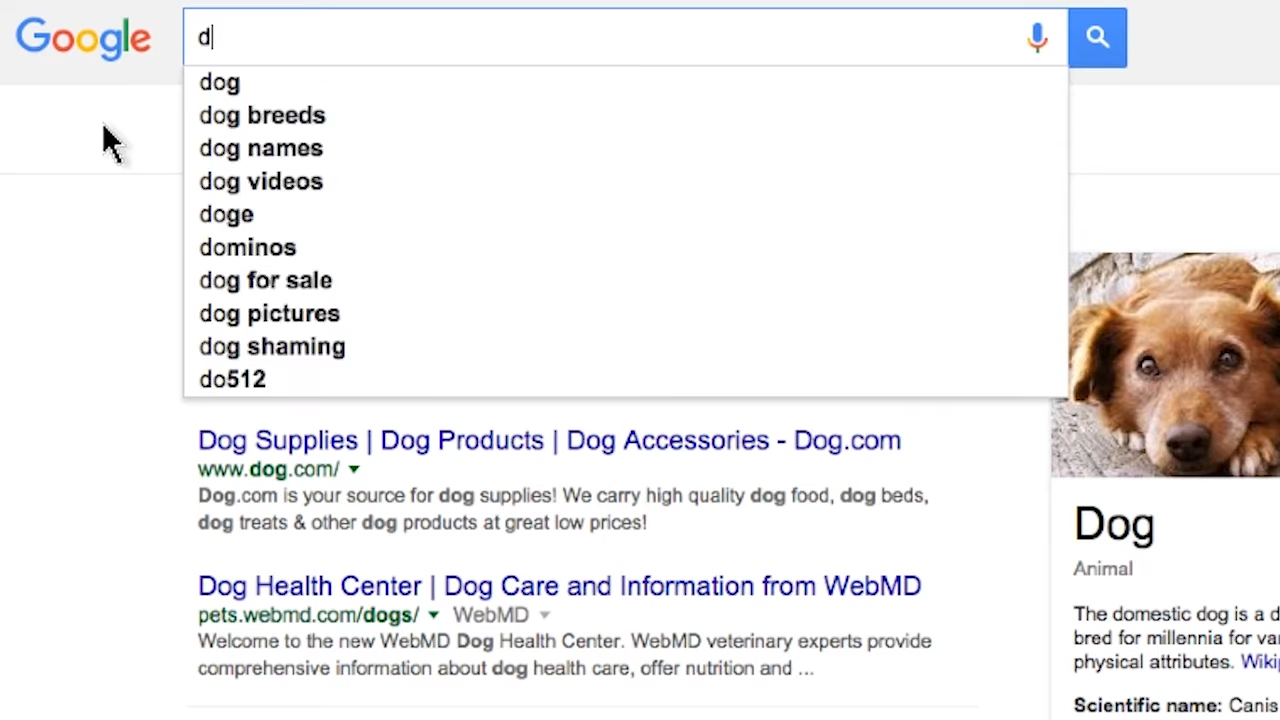 Google
d
dog
dog breeds
dog names
dog videos
doge
dominos
dog for sale
dog pictures
dog shaming
do512
Dog Supplies | Dog Products | Dog Accessories - Dog.com
www.dog.com/
Dog.com is your source for dog supplies! We carry high quality dog food, dog beds,
dog treats & other dog products at great low prices!
Dog Health Center | Dog Care and Information from WebMD
pets.webmd.com/dogs/ WebMD
Welcome to the new WebMD Dog Health Center. WebMD veterinary experts provide
comprehensive information about dog health care, offer nutrition and ...
Dog
Animal
The domestic dog is a
bred for millennia for
physical attributes.
Scientific name: Canis